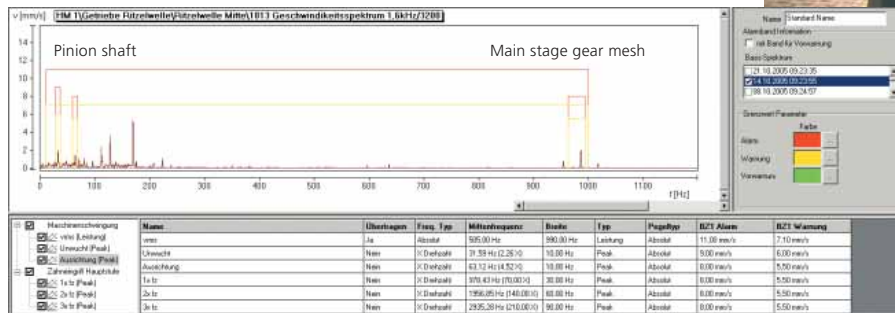 v [mm/s] HM 1\Getriebe Ritzelwelle\Ritzelwelle Mitte\1013 Geschwindikeitsspektrum 1,6kHz/3200)
Pinion shaft Main stage gear mesh
14
12
10
8
6
4
2
0
0 100 200 300 400 500 600 700 800 900 1000 1100
f [Hz]
Name Standard Name
Alarmband Information
mit Band für Vorwarnung
Basis Spektrum
21.10.2005 09:23:35
14.10.2005 09:23:55
08.10.2005 09:24:57
Grenzwert Parameter
Farbe
Alarm
Warnung
Vorwarnung
Maschinenschwingung
vrms (Leistung)
Unwucht (Peak)
Ausrichtung (Peak)
Zahneingriff Hauptstufe
1x fz (Peak)
2x fz (Peak)
3x fz (Peak)
Name Übertragen Freq. Typ Mittenfrequenz Breite Typ Pegeltyp BZ1 Alarm BZ1 Warnung
vrms Ja Absolut 505,00 Hz 990,00 Hz Leistung Absolut 11,00 mm/s 7,10 mm/s
Unwucht Nein X Drehzahl 31,59 Hz (2,26 X) 10,00 Hz Peak Absolut 9,00 mm/s 6,00 mm/s
Ausrichtung Nein X Drehzahl 63,12 Hz (4,52 X) 10,00 Hz Peak Absolut 8,00 mm/s 5,50 mm/s
1x fz Nein X Drehzahl 978,43 Hz (70,00 X) 30,00 Hz Peak Absolut 8,00 mm/s 5,50 mm/s
2x fz Nein X Drehzahl 1956,85 Hz (140,00 X) 60,00 Hz Peak Absolut 8,00 mm/s 5,50 mm/s
3x fz Nein X Drehzahl 2935,28 Hz (210,00 X) 90,00 Hz Peak Absolut 8,00 mm/s 5,50 mm/s